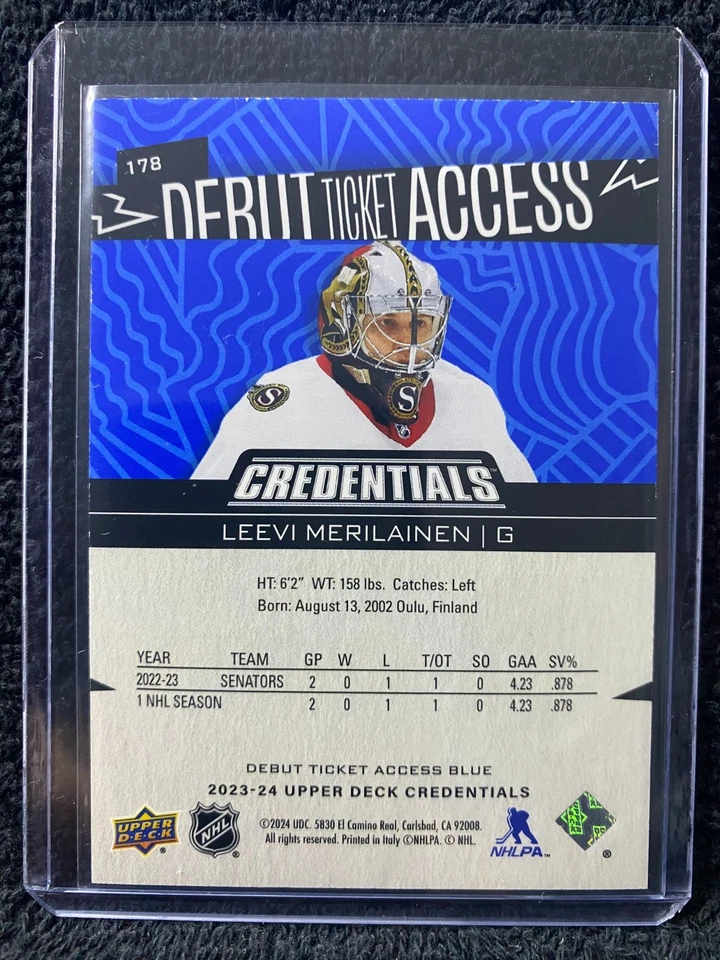 178
DEBUT TICKET ACCESS
S
S
CREDENTIALS™
LEEVI MERILAINEN | G
HT: 6'2" WT: 158 lbs. Catches: Left
Born: August 13, 2002 Oulu, Finland
YEAR TEAM GP W L T/OT SO GAA SV%
2022-23 SENATORS 2 0 1 1 0 4.23 .878
1 NHL SEASON 2 0 1 1 0 4.23 .878
DEBUT TICKET ACCESS BLUE
2023-24 UPPER DECK CREDENTIALS
UPPER DECK®
NHL®
©2024 UDC. 5830 El Camino Real, Carlsbad, CA 92008.
All rights reserved. Printed in Italy ©NHLPA. © NHL.
NHLPA™
®